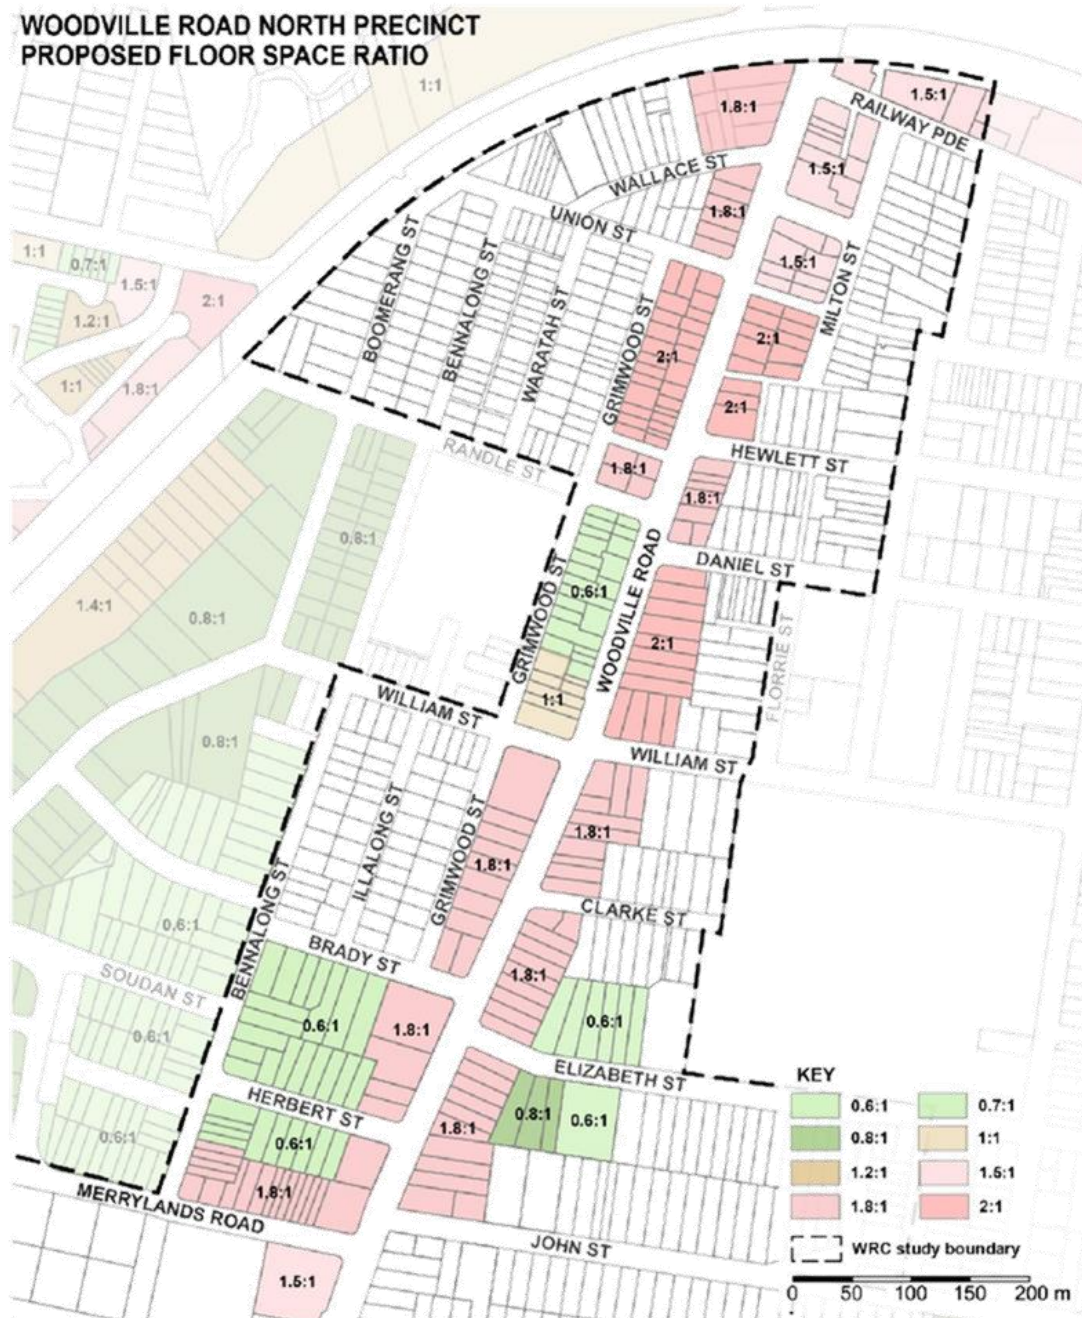 WOODVILLE ROAD NORTH PRECINCT
PROPOSED FLOOR SPACE RATIO
1:1
1.8:1
1.5:1
RAILWAY PDE
1.5:1
WALLACE ST
1.8:1
UNION ST
1.5:1
MILTON ST
1:1
0.7:1
1.5:1
2:1
1.2:1
1:1
1.8:1
BOOMERANG ST
BENNALONG ST
WARATAH ST
GRIMWOOD ST
2:1
2:1
2:1
HEWLETT ST
RANDLE ST
1.8:1
1.8:1
0.8:1
DANIEL ST
GRIMWOOD ST
0.6:1
WOODVILLE ROAD
1.4:1
0.8:1
2:1
FLORRIE ST
1:1
WILLIAM ST
0.8:1
WILLIAM ST
ILLALONG ST
GRIMWOOD ST
1.8:1
1.8:1
BENNALONG ST
CLARKE ST
0.6:1
BRADY ST
SOUDAN ST
1.8:1
0.6:1
1.8:1
0.6:1
0.6:1
ELIZABETH ST
HERBERT ST
0.8:1
0.6:1
1.8:1
0.6:1
0.6:1
1.8:1
MERRYLANDS ROAD
JOHN ST
1.5:1
KEY
0.6:1
0.7:1
0.8:1
1:1
1.2:1
1.5:1
1.8:1
2:1
WRC study boundary
0 50 100 150 200 m